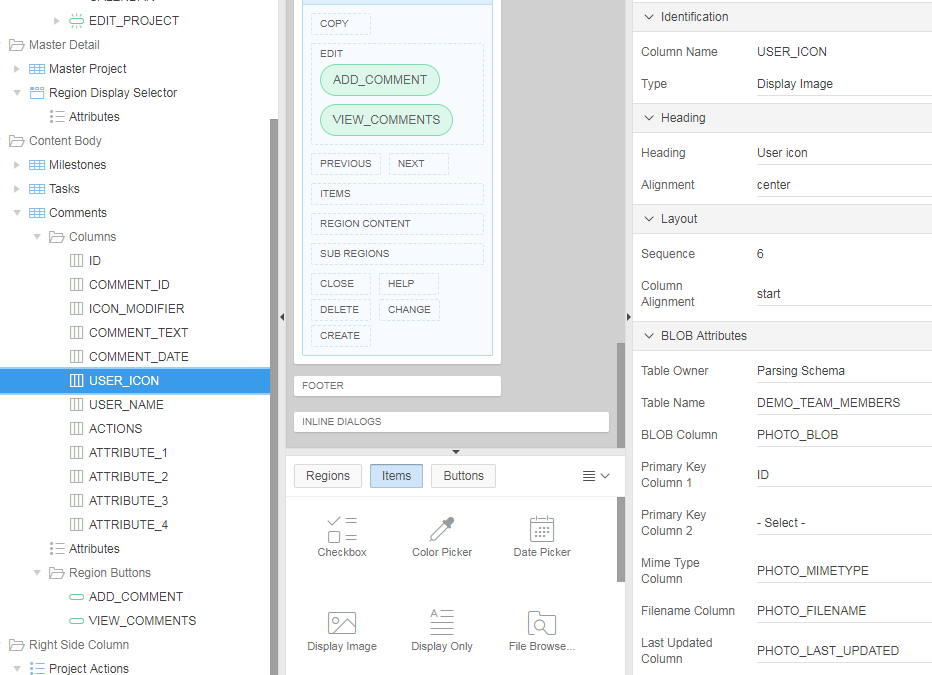 EDIT_PROJECT
Master Detail
Master Project
Region Display Selector
Attributes
Content Body
Milestones
Tasks
Comments
Columns
ID
COMMENT_ID
ICON_MODIFIER
COMMENT_TEXT
COMMENT_DATE
USER_ICON
USER_NAME
ACTIONS
ATTRIBUTE_1
ATTRIBUTE_2
ATTRIBUTE_3
ATTRIBUTE_4
Attributes
Region Buttons
ADD_COMMENT
VIEW_COMMENTS
Right Side Column
Project Actions
COPY
EDIT
ADD_COMMENT
VIEW_COMMENTS
PREVIOUS NEXT
ITEMS
REGION CONTENT
SUB REGIONS
CLOSE HELP
DELETE CHANGE
CREATE
FOOTER
INLINE DIALOGS
Regions Items Buttons
Checkbox Color Picker Date Picker
Display Image Display Only File Browse...
Identification
Column Name USER_ICON
Type Display Image
Heading
Heading User icon
Alignment center
Layout
Sequence 6
Column
Alignment start
BLOB Attributes
Table Owner Parsing Schema
Table Name DEMO_TEAM_MEMBERS
BLOB Column PHOTO_BLOB
Primary Key
Column 1 ID
Primary Key
Column 2 - Select -
Mime Type
Column PHOTO_MIMETYPE
Filename Column PHOTO_FILENAME
Last Updated
Column PHOTO_LAST_UPDATED